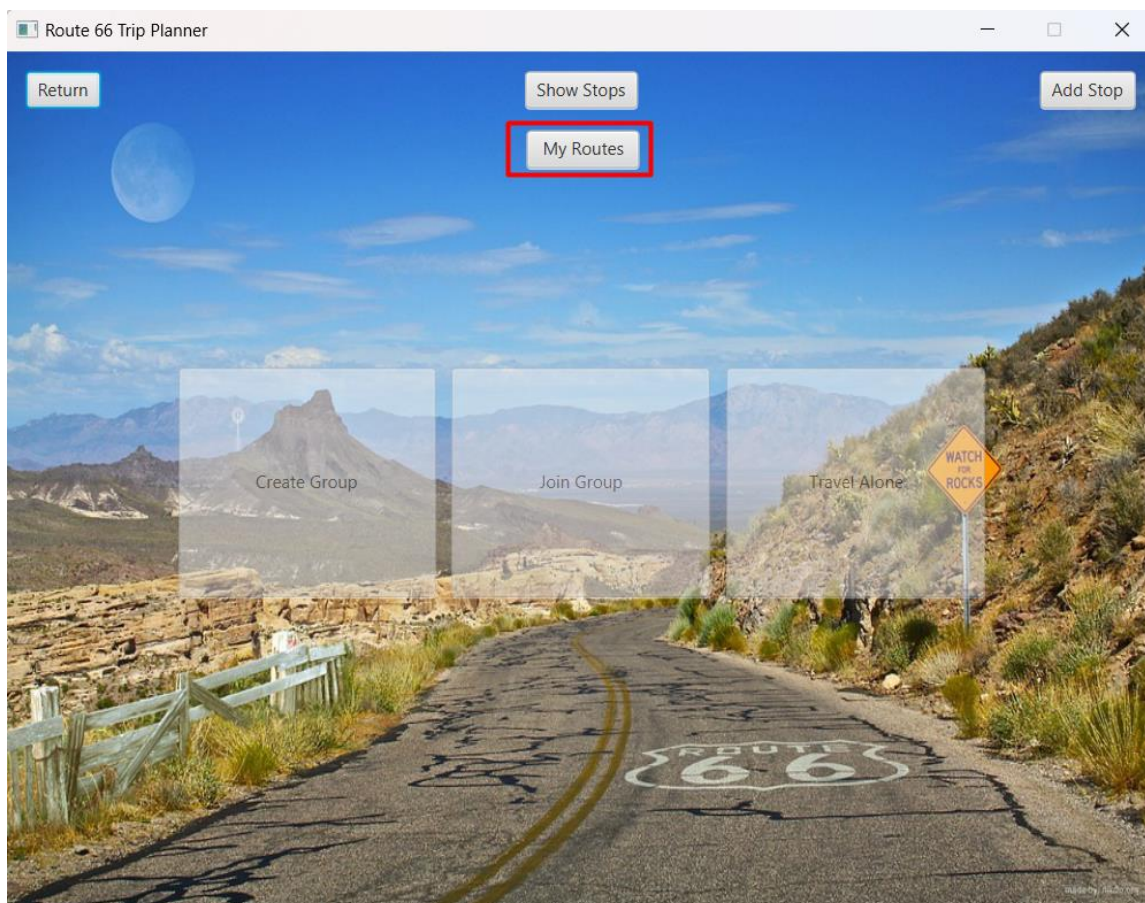 Route 66 Trip Planner
Return
Show Stops
Add Stop
My Routes
Create Group
Join Group
Travel Alone
WATCH
FOR
ROCKS
ROUTE
66